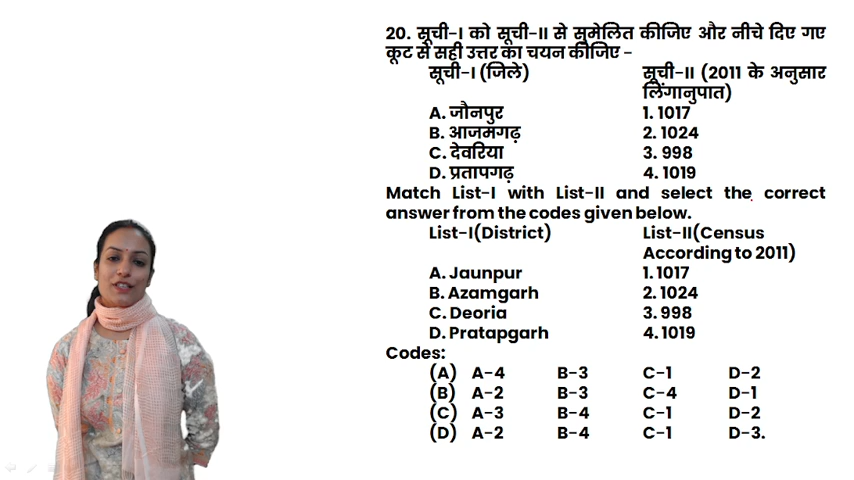 20. सूची-I को सूची-II से सुमेलित कीजिए और नीचे दिए गए
कूट से सही उत्तर का चयन कीजिए -
सूची-I (जिले) सूची-II (2011 के अनुसार
लिंगानुपात)
A. जौनपुर 1. 1017
B. आजमगढ़ 2. 1024
C. देवरिया 3. 998
D. प्रतापगढ़ 4. 1019
Match List-I with List-II and select the correct
answer from the codes given below.
List-I(District) List-II(Census
According to 2011)
A. Jaunpur 1. 1017
B. Azamgarh 2. 1024
C. Deoria 3. 998
D. Pratapgarh 4. 1019
Codes:
(A) A-4 B-3 C-1 D-2
(B) A-2 B-3 C-4 D-1
(C) A-3 B-4 C-1 D-2
(D) A-2 B-4 C-1 D-3.